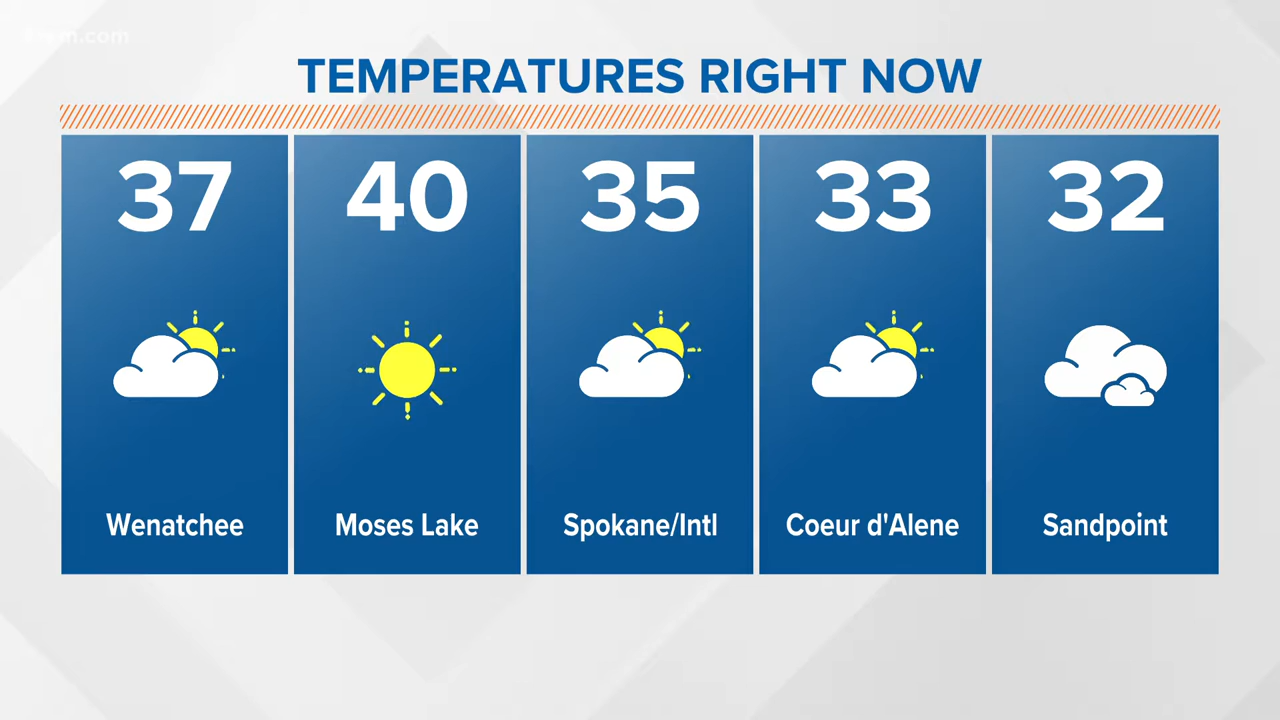 TEMPERATURES RIGHT NOW
37
40
35
33
32
Wenatchee
Moses Lake
Spokane/Intl
Coeur d'Alene
Sandpoint